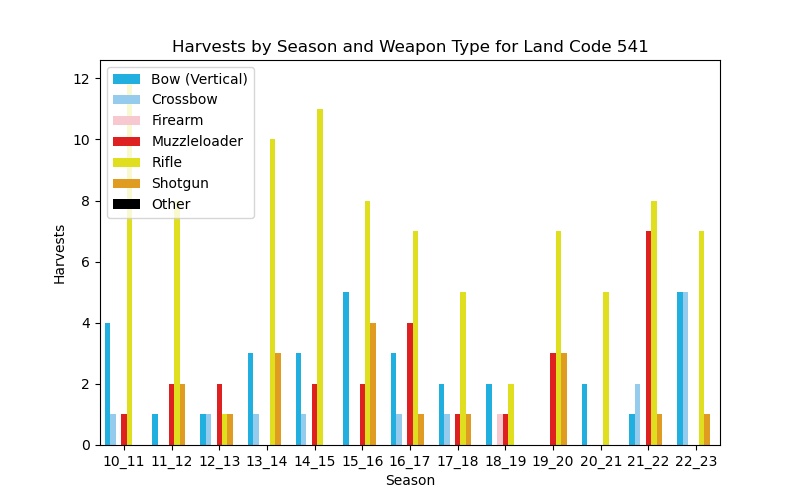 Harvests by Season and Weapon Type for Land Code 541
12
10
8
6
4
2
0
Harvests
Bow (Vertical)
Crossbow
Firearm
Muzzleloader
Rifle
Shotgun
Other
10_11 11_12 12_13 13_14 14_15 15_16 16_17 17_18 18_19 19_20 20_21 21_22 22_23
Season